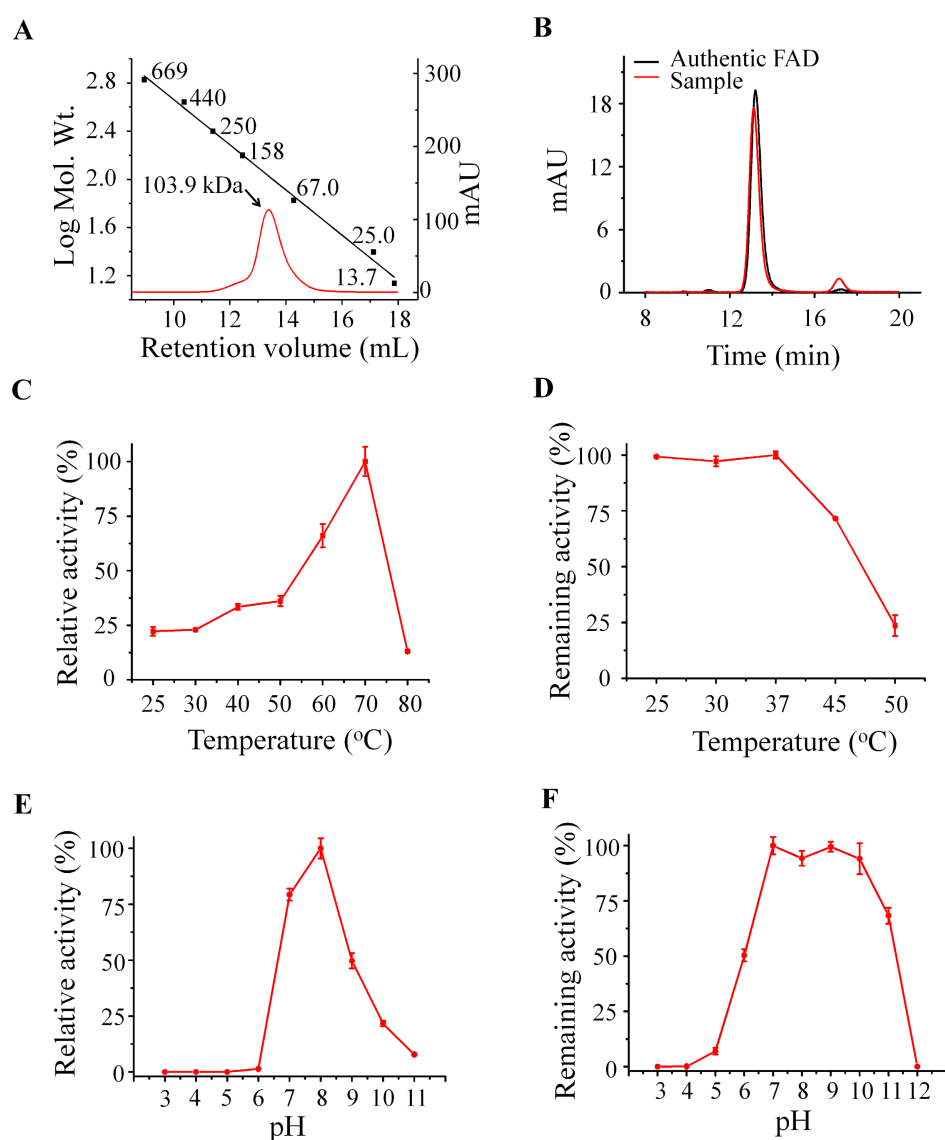 A
Log Mol. Wt.
2.8
2.4
2.0
1.6
1.2
669
440
250
158
103.9 kDa
67.0
25.0
13.7
300
200
100
0
mAU
10 12 14 16 18
Retention volume (mL)
B
Authentic FAD
Sample
mAU
18
12
6
0
8 12 16 20
Time (min)
C
Relative activity (%)
100
75
50
25
0
25 30 40 50 60 70 80
Temperature (°C)
D
Remaining activity (%)
100
75
50
25
0
25 30 37 45 50
Temperature (°C)
E
Relative activity (%)
100
75
50
25
0
3 4 5 6 7 8 9 10 11
pH
F
Remaining activity (%)
100
75
50
25
0
3 4 5 6 7 8 9 10 11 12
pH